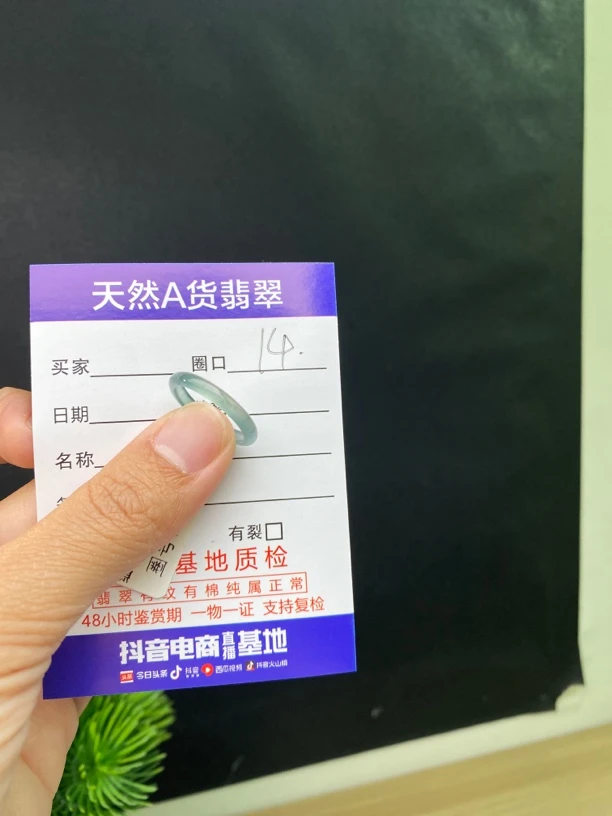 天然A货翡翠
买家 圈口 14.
日期
名称
有裂
基地质检
翡翠有纹有棉纯属正常
48小时鉴赏期 一物一证 支持复检
抖音电商直播基地
头条 今日头条 抖音 西瓜视频 抖音火山版